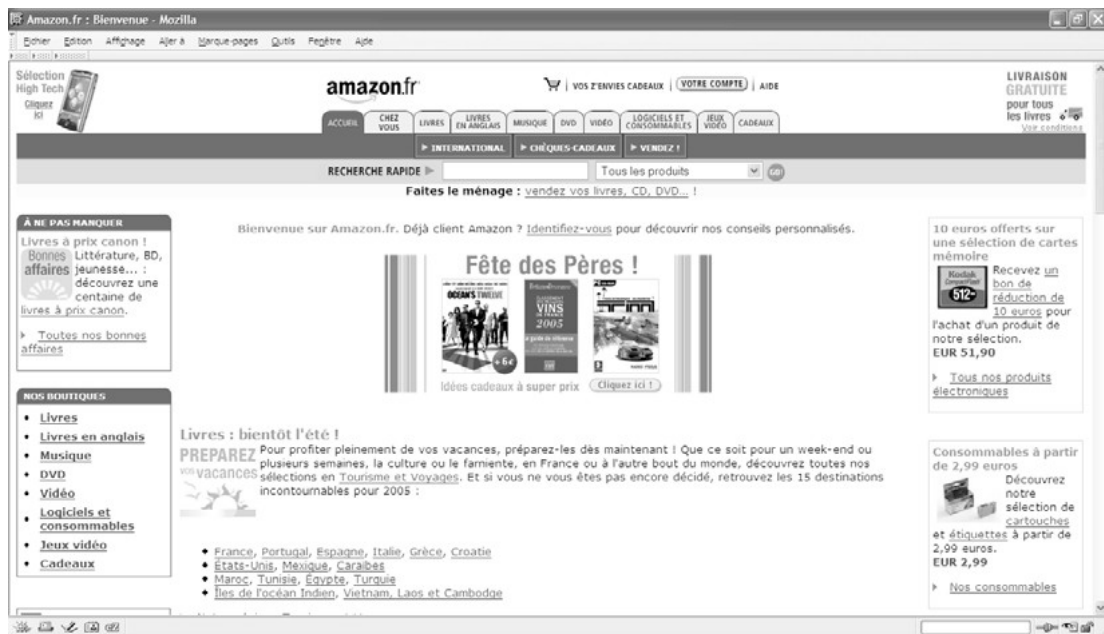 Amazon.fr : Bienvenue - Mozilla
Fichier Edition Affichage Aller à Marque-pages Outils Fenêtre Aide
Sélection
High Tech
Cliquez
ici
amazon.fr
VOS Z'ENVIES CADEAUX | VOTRE COMPTE | AIDE
LIVRAISON
GRATUITE
pour tous
les livres
Voir conditions
ACCUEIL CHEZ VOUS LIVRES LIVRES EN ANGLAIS MUSIQUE DVD VIDÉO LOGICIELS ET CONSOMMABLES JEUX VIDÉO CADEAUX
INTERNATIONAL CHÈQUES-CADEAUX VENDEZ !
RECHERCHE RAPIDE Tous les produits GO!
Faites le ménage : vendez vos livres, CD, DVD... !
À NE PAS MANQUER
Livres à prix canon !
Bonnes
affaires
Littérature, BD,
jeunesse... :
découvrez une
centaine de
livres à prix canon.
Toutes nos bonnes
affaires
NOS BOUTIQUES
• Livres
• Livres en anglais
• Musique
• DVD
• Vidéo
• Logiciels et
consommables
• Jeux vidéo
• Cadeaux
Bienvenue sur Amazon.fr. Déjà client Amazon ? Identifiez-vous pour découvrir nos conseils personnalisés.
Fête des Pères !
OCEAN'S TWELVE
VINS
DE FRANCE
2005
+6€
Idées cadeaux à super prix Cliquez ici !
Livres : bientôt l'été !
PREPAREZ
vos vacances
Pour profiter pleinement de vos vacances, préparez-les dès maintenant ! Que ce soit pour un week-end ou
plusieurs semaines, la culture ou le farniente, en France ou à l'autre bout du monde, découvrez toutes nos
sélections en Tourisme et Voyages. Et si vous ne vous êtes pas encore décidé, retrouvez les 15 destinations
incontournables pour 2005 :
◆ France, Portugal, Espagne, Italie, Grèce, Croatie
◆ États-Unis, Mexique, Caraïbes
◆ Maroc, Tunisie, Égypte, Turquie
◆ Îles de l'océan Indien, Vietnam, Laos et Cambodge
10 euros offerts sur
une sélection de cartes
mémoire
Kodak
CompactFlash
512
Recevez un
bon de
réduction de
10 euros pour
l'achat d'un produit de
notre sélection.
EUR 51,90
Tous nos produits
électroniques
Consommables à partir
de 2,99 euros
Découvrez
notre
sélection de
cartouches
et étiquettes à partir de
2,99 euros.
EUR 2,99
Nos consommables